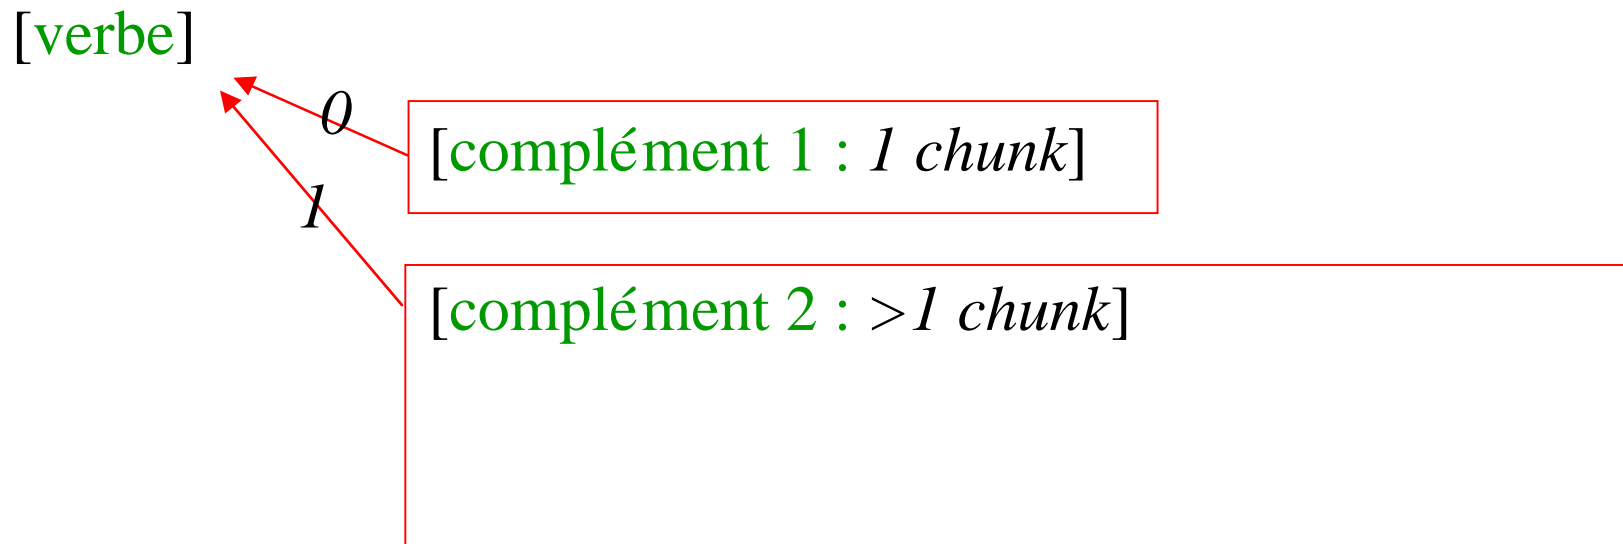 [verbe]
0
[complément 1 : 1 chunk]
1
[complément 2 : >1 chunk]